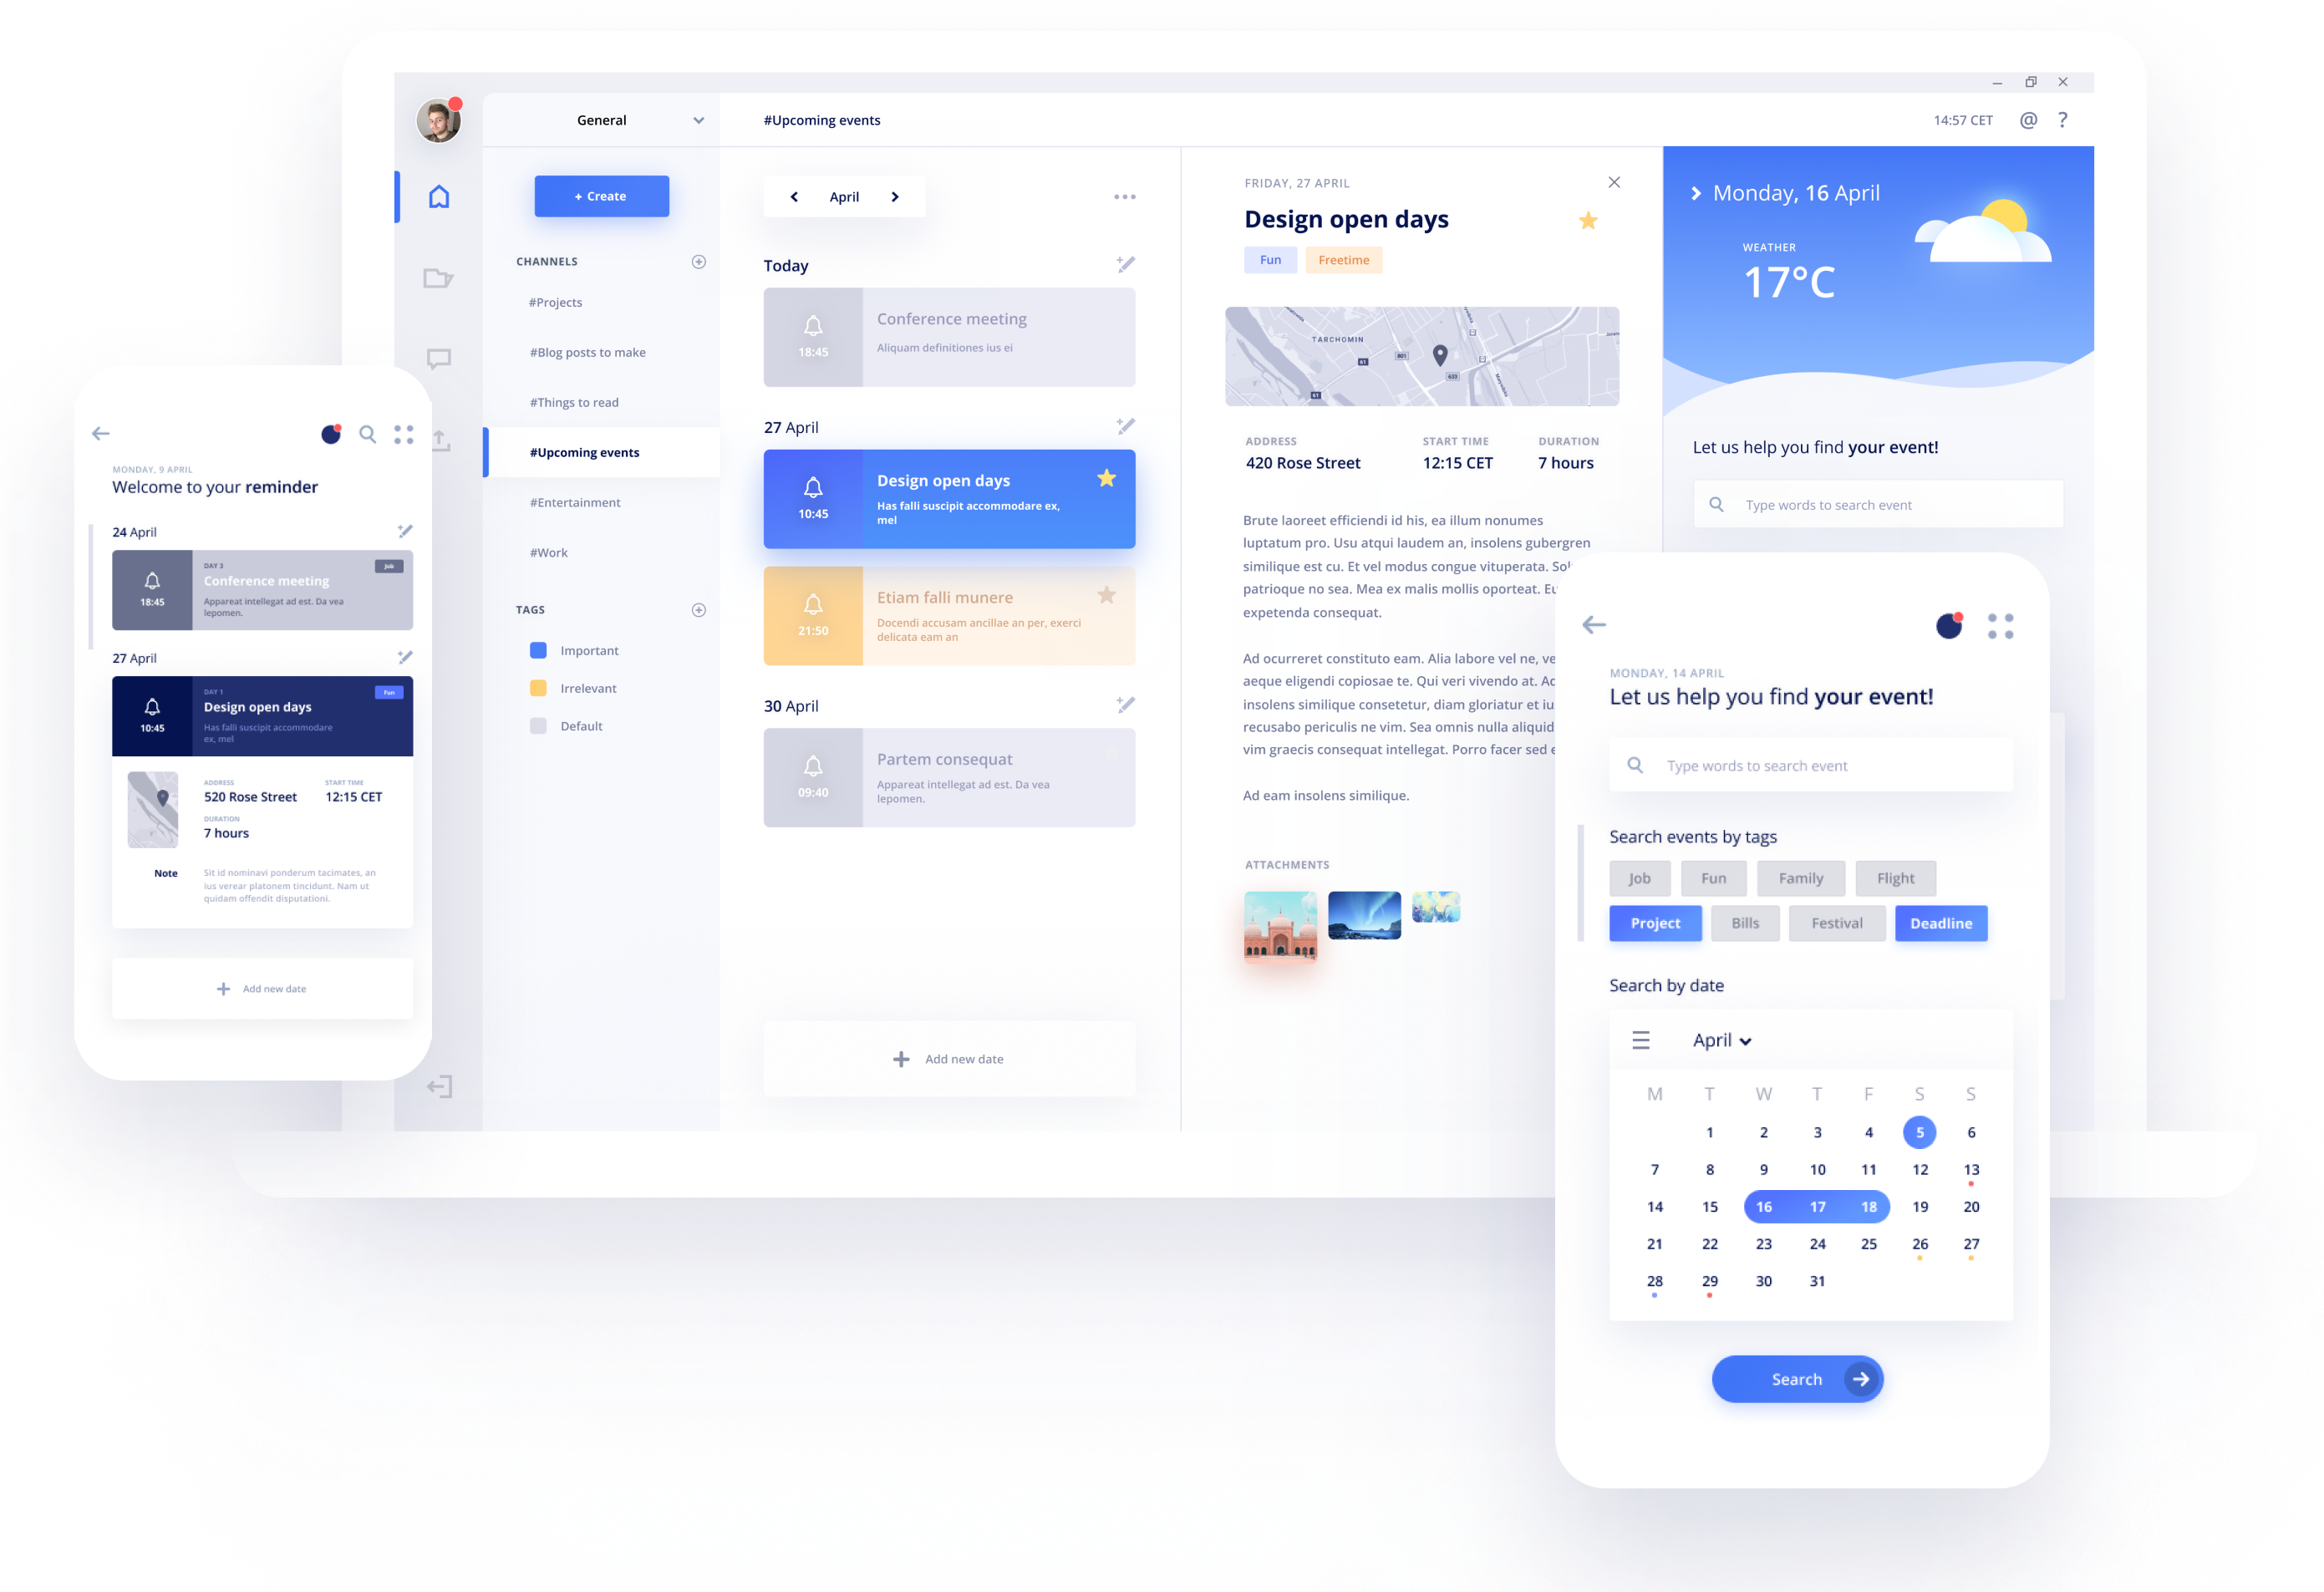 General
#Upcoming events
14:57 CET
@
?
+ Create
CHANNELS
#Projects
#Blog posts to make
#Things to read
#Upcoming events
#Entertainment
#Work
TAGS
Important
Irrelevant
Default
April
Today
18:45
Conference meeting
Aliquam definitiones ius ei
27 April
10:45
Design open days
Has falli suscipit accommodare ex,
mel
21:50
Etiam falli munere
Docendi accusam ancillae an per, exerci
delicata eam an
30 April
09:40
Partem consequat
Appareat intellegat ad est. Da vea
lepomen.
Add new date
FRIDAY, 27 APRIL
Design open days
Fun
Freetime
TARCHOMIN
61
801
633
61
ADDRESS
START TIME
DURATION
420 Rose Street
12:15 CET
7 hours
Brute laoreet efficiendi id his, ea illum nonumes
luptatum pro. Usu atqui laudem an, insolens gubergren
similique est cu. Et vel modus congue vituperata.
patrioque no sea. Mea ex malis mollis oporteat.
expetenda consequat.
Ad ocurreret constituto eam. Alia labore vel ne,
aeque eligendi copiosae te. Qui veri vivendo at.
insolens similique consetetur, diam gloriatur et
recusabo periculis ne vim. Sea omnis nulla aliquid
vim graecis consequat intellegat. Porro facer sed
Ad eam insolens similique.
ATTACHMENTS
Monday, 16 April
WEATHER
17°C
Let us help you find your event!
Type words to search event
MONDAY, 9 APRIL
Welcome to your reminder
24 April
18:45
DAY 3
Job
Conference meeting
Appareat intellegat ad est. Da vea
lepomen.
27 April
10:45
DAY 1
Fun
Design open days
Has falli suscipit accommodare
ex, mel
ADDRESS
START TIME
520 Rose Street
12:15 CET
DURATION
7 hours
Note
Sit id nominavi ponderum tacimates, an
ius verear platonem tincidunt. Nam ut
quidam offendit disputationi.
Add new date
MONDAY, 14 APRIL
Let us help you find your event!
Type words to search event
Search events by tags
Job Fun Family Flight
Project Bills Festival Deadline
Search by date
April
M T W T F S S
1 2 3 4 5 6
7 8 9 10 11 12 13
14 15 16 17 18 19 20
21 22 23 24 25 26 27
28 29 30 31
Search